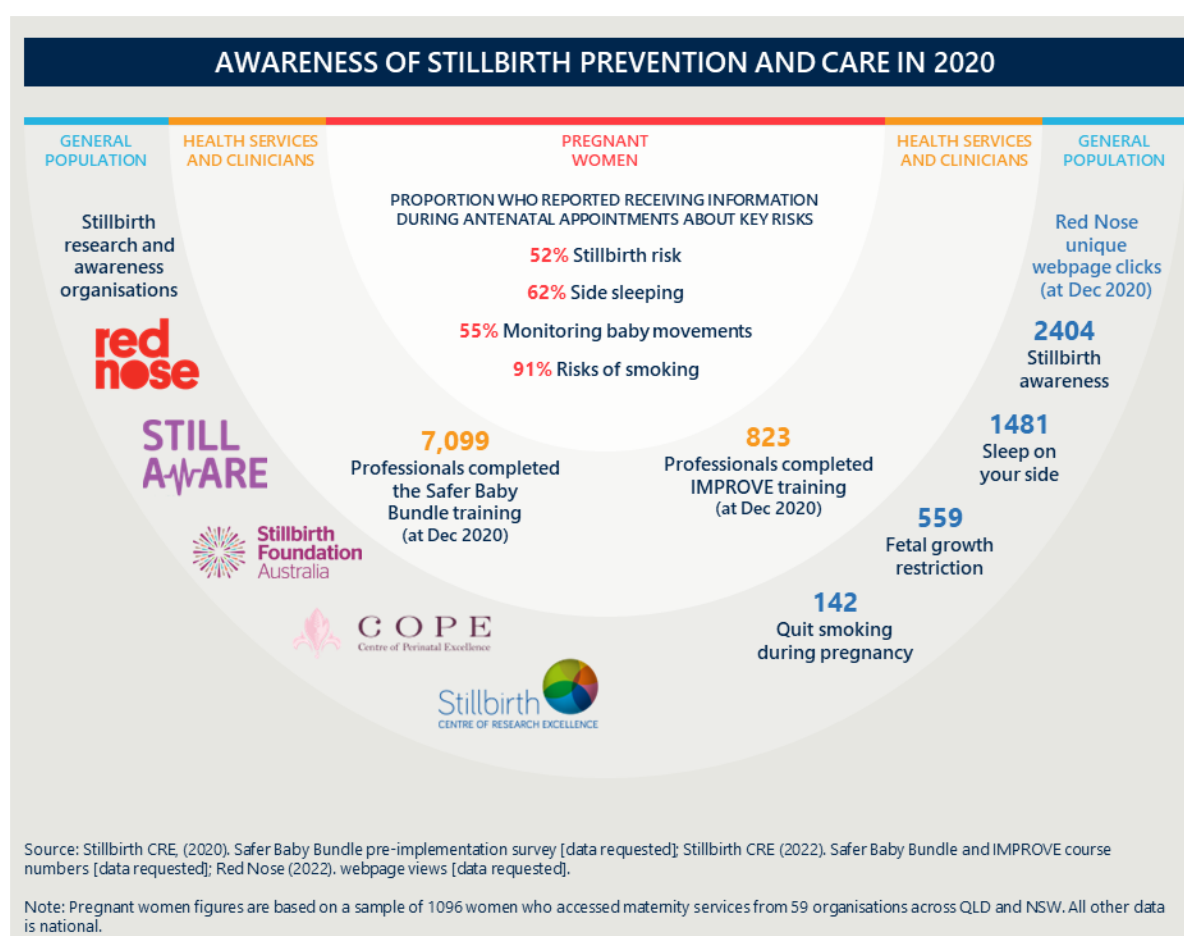 AWARENESS OF STILLBIRTH PREVENTION AND CARE IN 2020
GENERAL
POPULATION
HEALTH SERVICES
AND CLINICIANS
PREGNANT
WOMEN
HEALTH SERVICES
AND CLINICIANS
GENERAL
POPULATION
Stillbirth
research and
awareness
organisations
red
nose
STILL
AWARE
Stillbirth
Foundation
Australia
COPE
Centre of Perinatal Excellence
Stillbirth
CENTRE OF RESEARCH EXCELLENCE
PROPORTION WHO REPORTED RECEIVING INFORMATION
DURING ANTENATAL APPOINTMENTS ABOUT KEY RISKS
52% Stillbirth risk
62% Side sleeping
55% Monitoring baby movements
91% Risks of smoking
7,099
Professionals completed
the Safer Baby
Bundle training
(at Dec 2020)
823
Professionals completed
IMPROVE training
(at Dec 2020)
Red Nose
unique
webpage clicks
(at Dec 2020)
2404
Stillbirth
awareness
1481
Sleep on
your side
559
Fetal growth
restriction
142
Quit smoking
during pregnancy
Source: Stillbirth CRE, (2020). Safer Baby Bundle pre-implementation survey [data requested]; Stillbirth CRE (2022). Safer Baby Bundle and IMPROVE course
numbers [data requested]; Red Nose (2022). webpage views [data requested].
Note: Pregnant women figures are based on a sample of 1096 women who accessed maternity services from 59 organisations across QLD and NSW. All other data
is national.